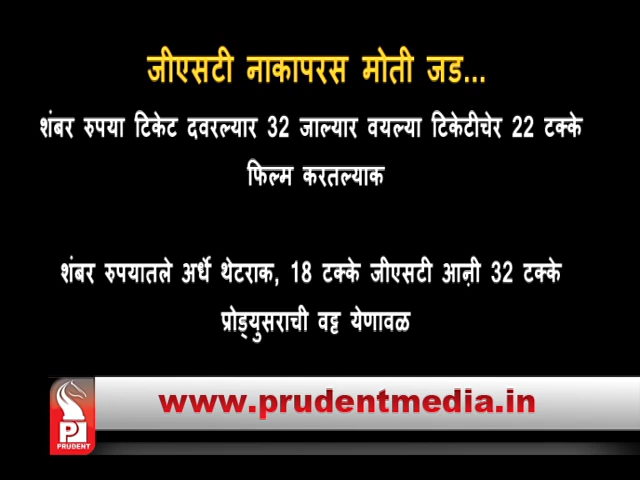 जीएसटी नाकापरस मोती जड...
शंबर रुपया टिकेट दवरल्यार 32 जाल्यार वयल्या टिकेटीचेर 22 टक्के
फिल्म करतल्याक
शंबर रुपयातले अर्धे थेटराक, 18 टक्के जीएसटी आऩी 32 टक्के
प्रोड्युसराची वट्ट येणावळ
www.prudentmedia.in
PRUDENT